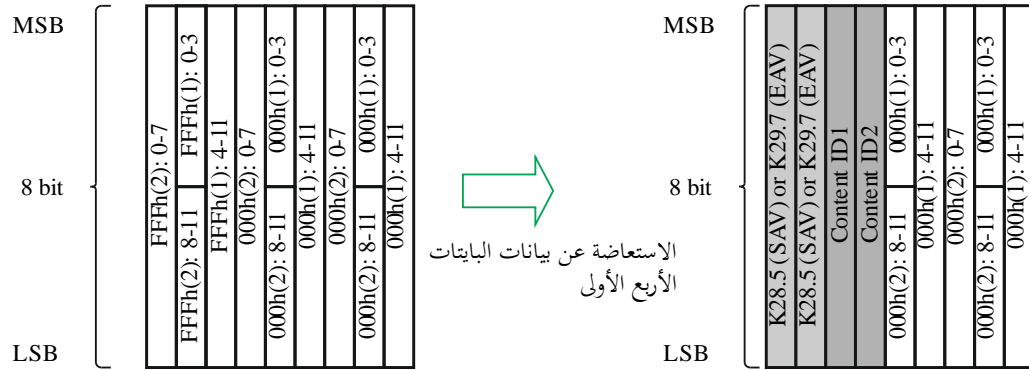 MSB
8 bit
LSB
FFFh(2): 0-7
FFFh(1): 0-3
FFFh(2): 8-11
FFFh(1): 4-11
000h(2): 0-7
000h(1): 0-3
000h(2): 8-11
000h(1): 4-11
000h(2): 0-7
000h(1): 0-3
000h(2): 8-11
000h(1): 4-11
الاستعاضة عن بيانات البايتات
الأربع الأولى
MSB
8 bit
LSB
K28.5 (SAV) or K29.7 (EAV)
K28.5 (SAV) or K29.7 (EAV)
Content ID1
Content ID2
000h(1): 0-3
000h(2): 8-11
000h(1): 4-11
000h(2): 0-7
000h(1): 0-3
000h(2): 8-11
000h(1): 4-11